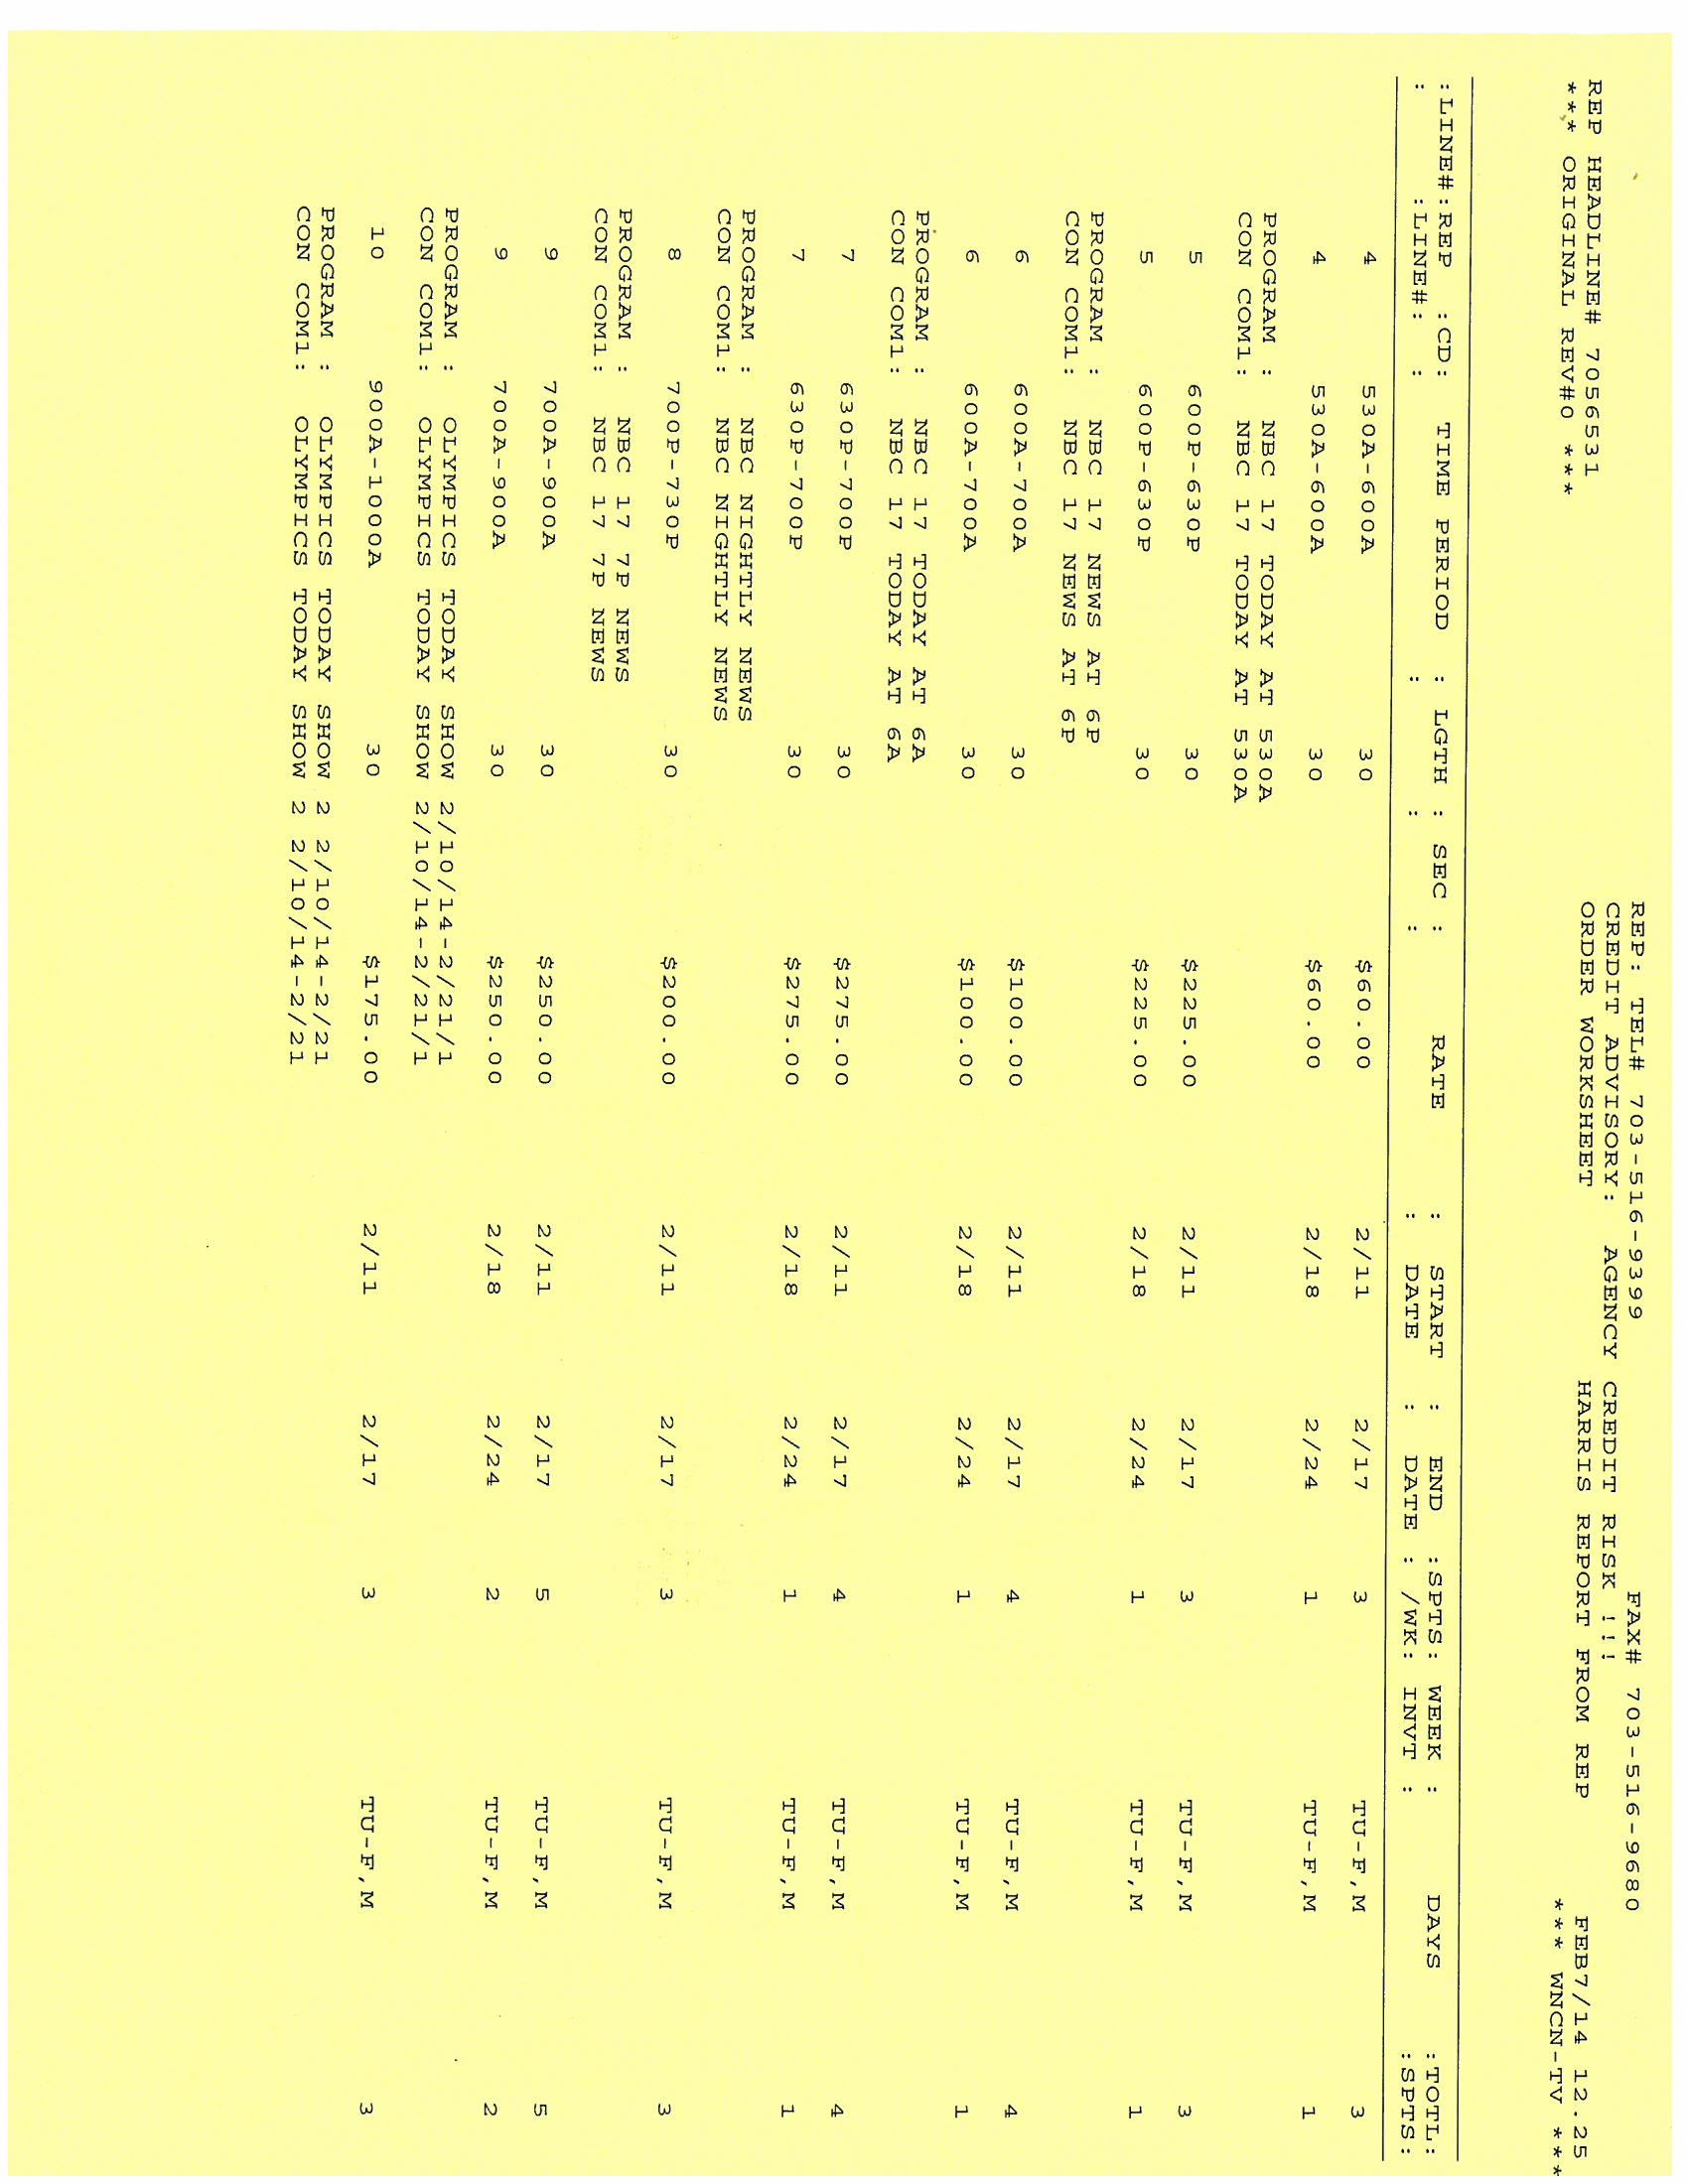 REP: TEL# 703-516-9399 FAX# 703-516-9680
REP HEADLINE# 7056531 CREDIT ADVISORY: AGENCY CREDIT RISK !!! FEB7/14 12.25
*** ORIGINAL REV#0 *** ORDER WORKSHEET HARRIS REPORT FROM REP *** WNCN-TV ***
:LINE#:REP :CD: TIME PERIOD : LGTH : SEC : RATE : START : END :SPTS: WEEK : DAYS :TOTL:
: :LINE#: : : : : : DATE : DATE : /WK: INVT : :SPTS:
4 530A-600A 30 $60.00 2/11 2/17 3 TU-F,M 3
4 530A-600A 30 $60.00 2/18 2/24 1 TU-F,M 1
PROGRAM : NBC 17 TODAY AT 530A
CON COM1: NBC 17 TODAY AT 530A
5 600P-630P 30 $225.00 2/11 2/17 3 TU-F,M 3
5 600P-630P 30 $225.00 2/18 2/24 1 TU-F,M 1
PROGRAM : NBC 17 NEWS AT 6P
CON COM1: NBC 17 NEWS AT 6P
6 600A-700A 30 $100.00 2/11 2/17 4 TU-F,M 4
6 600A-700A 30 $100.00 2/18 2/24 1 TU-F,M 1
PROGRAM : NBC 17 TODAY AT 6A
CON COM1: NBC 17 TODAY AT 6A
7 630P-700P 30 $275.00 2/11 2/17 4 TU-F,M 4
7 630P-700P 30 $275.00 2/18 2/24 1 TU-F,M 1
PROGRAM : NBC NIGHTLY NEWS
CON COM1: NBC NIGHTLY NEWS
8 700P-730P 30 $200.00 2/11 2/17 3 TU-F,M 3
PROGRAM : NBC 17 7P NEWS
CON COM1: NBC 17 7P NEWS
9 700A-900A 30 $250.00 2/11 2/17 5 TU-F,M 5
9 700A-900A 30 $250.00 2/18 2/24 2 TU-F,M 2
PROGRAM : OLYMPICS TODAY SHOW 2/10/14-2/21/1
CON COM1: OLYMPICS TODAY SHOW 2/10/14-2/21/1
10 900A-1000A 30 $175.00 2/11 2/17 3 TU-F,M 3
PROGRAM : OLYMPICS TODAY SHOW 2 2/10/14-2/21
CON COM1: OLYMPICS TODAY SHOW 2 2/10/14-2/21